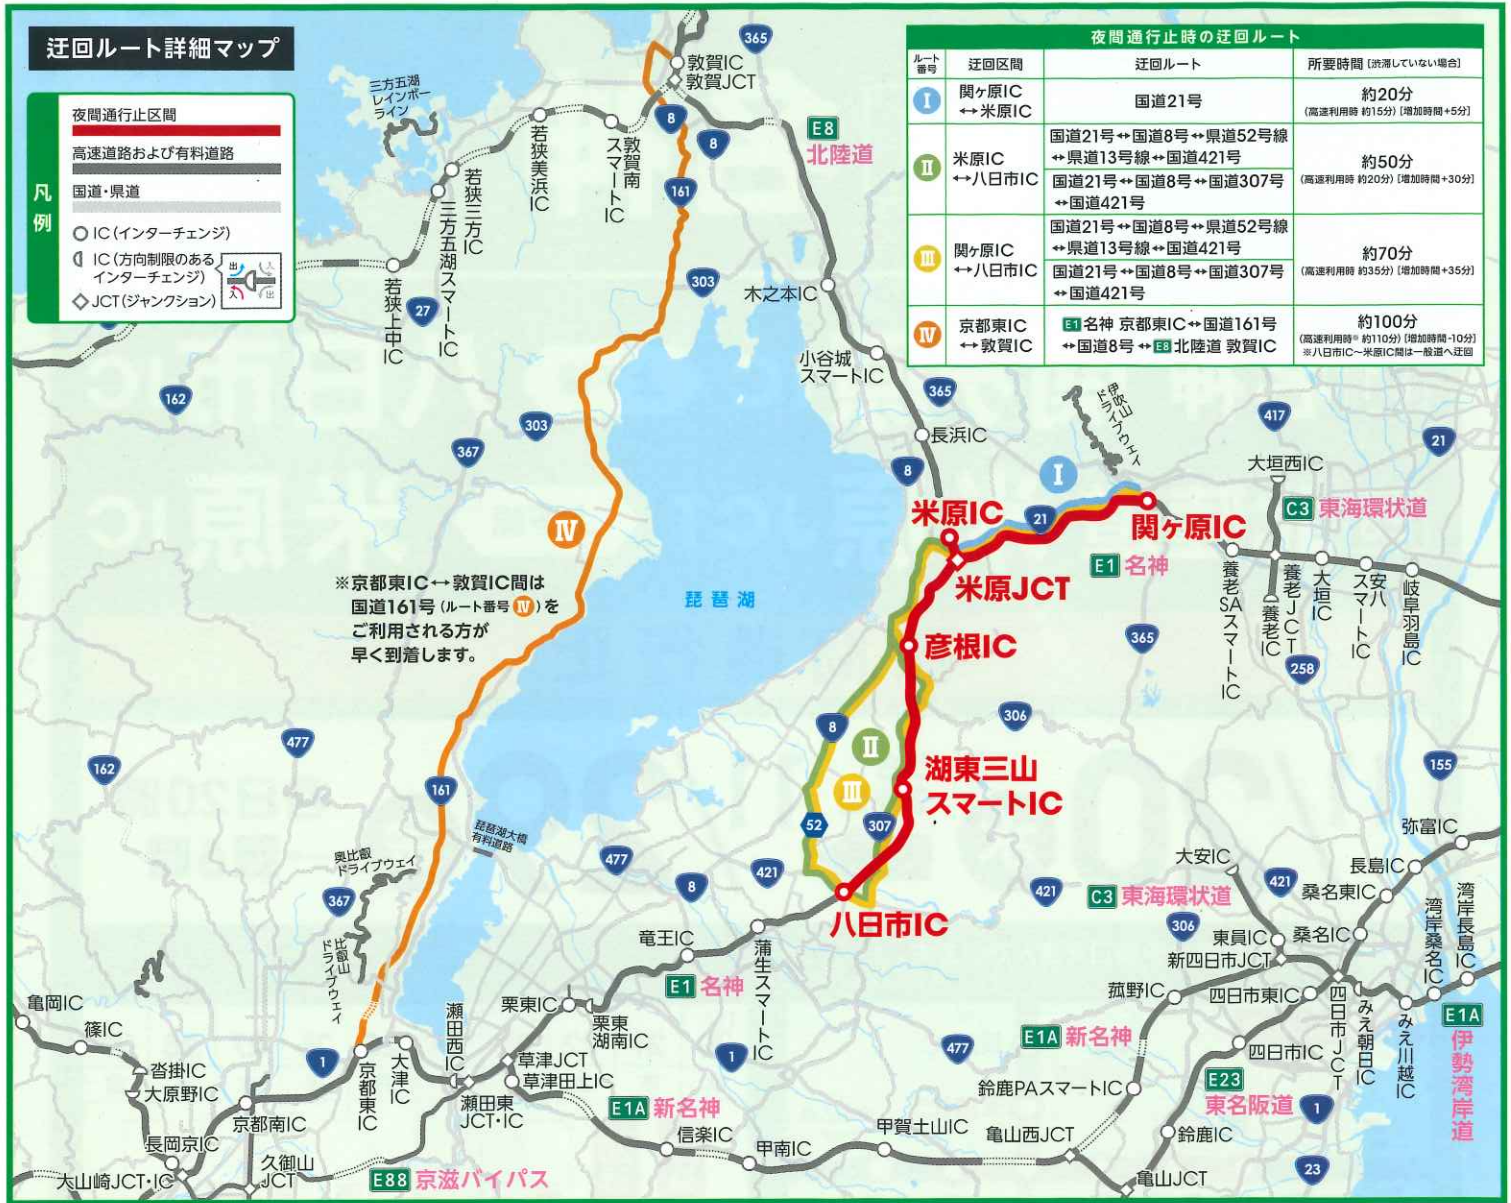 迂回ルート詳細マップ
凡例
夜間通行止区間
高速道路および有料道路
国道・県道
IC(インターチェンジ)
IC(方向制限のある
インターチェンジ)
出
入
入
出
JCT(ジャンクション)
夜間通行止時の迂回ルート
ルート
番号
迂回区間
迂回ルート
所要時間 [渋滞していない場合]
I
関ヶ原IC
↔米原IC
国道21号
約20分
(高速利用時 約15分) [増加時間+5分]
II
米原IC
↔八日市IC
国道21号↔国道8号↔県道52号線
↔県道13号線↔国道421号
国道21号↔国道8号↔国道307号
↔国道421号
約50分
(高速利用時 約20分) [増加時間+30分]
III
関ヶ原IC
↔八日市IC
国道21号↔国道8号↔県道52号線
↔県道13号線↔国道421号
国道21号↔国道8号↔国道307号
↔国道421号
約70分
(高速利用時 約35分) [増加時間+35分]
IV
京都東IC
↔敦賀IC
E1 名神 京都東IC↔国道161号
↔国道8号↔E8 北陸道 敦賀IC
約100分
(高速利用時※ 約110分) [増加時間-10分]
※八日市IC～米原IC間は一般道へ迂回
365
敦賀IC
敦賀JCT
三方五湖
レインボー
ライン
8
8
E8
北陸道
若狭美浜IC
敦賀南
スマートIC
若狭三方IC
三方五湖スマートIC
若狭上中IC
161
27
303
木之本IC
小谷城
スマートIC
162
303
367
365
長浜IC
8
伊吹山
ドライブウェイ
417
21
大垣西IC
C3 東海環状道
I
21
米原IC
関ヶ原IC
米原JCT
E1 名神
養老SAスマートIC
養老JCT
養老IC
大垣IC
安八
スマートIC
岐阜羽島IC
IV
※京都東IC↔敦賀IC間は
国道161号(ルート番号 IV)を
ご利用される方が
早く到着します。
琵琶湖
彦根IC
365
258
306
8
II
III
湖東三山
スマートIC
52
307
477
162
161
155
琵琶湖大橋
有料道路
奥比叡
ドライブウェイ
367
比叡山
ドライブウェイ
477
8
421
421
八日市IC
大安IC
421
C3 東海環状道
306
弥富IC
長島IC
桑名東IC
桑名IC
湾岸桑名IC
湾岸長島IC
東員IC
新四日市JCT
竜王IC
蒲生スマートIC
E1 名神
栗東IC
栗東
湖南IC
菰野IC
四日市東IC
四日市JCT
みえ朝日IC
みえ川越IC
E1A
伊勢湾岸道
亀岡IC
篠IC
沓掛IC
大原野IC
長岡京IC
大山崎JCT・IC
京都南IC
久御山
JCT
1
京都東IC
大津IC
瀬田西IC
瀬田東
JCT・IC
草津JCT
草津田上IC
1
477
E1A 新名神
四日市IC
鈴鹿PAスマートIC
E23
東名阪道
1
E1A 新名神
信楽IC
甲南IC
甲賀土山IC
亀山西JCT
鈴鹿IC
亀山JCT
23
E88 京滋バイパス